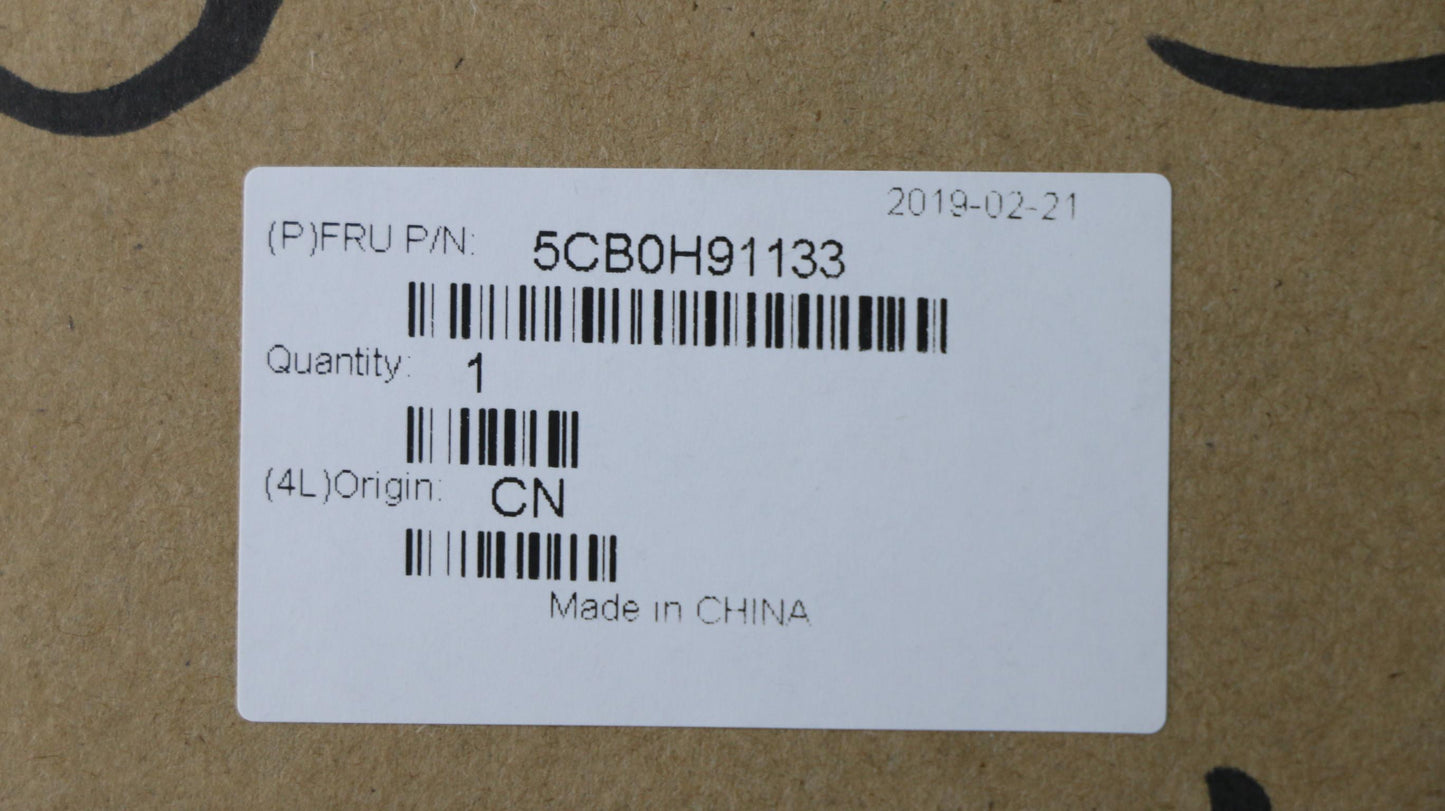 2019-02-21
(P)FRU P/N: 5CB0H91133
Quantity: 1
(4L)Origin: CN
Made in CHINA